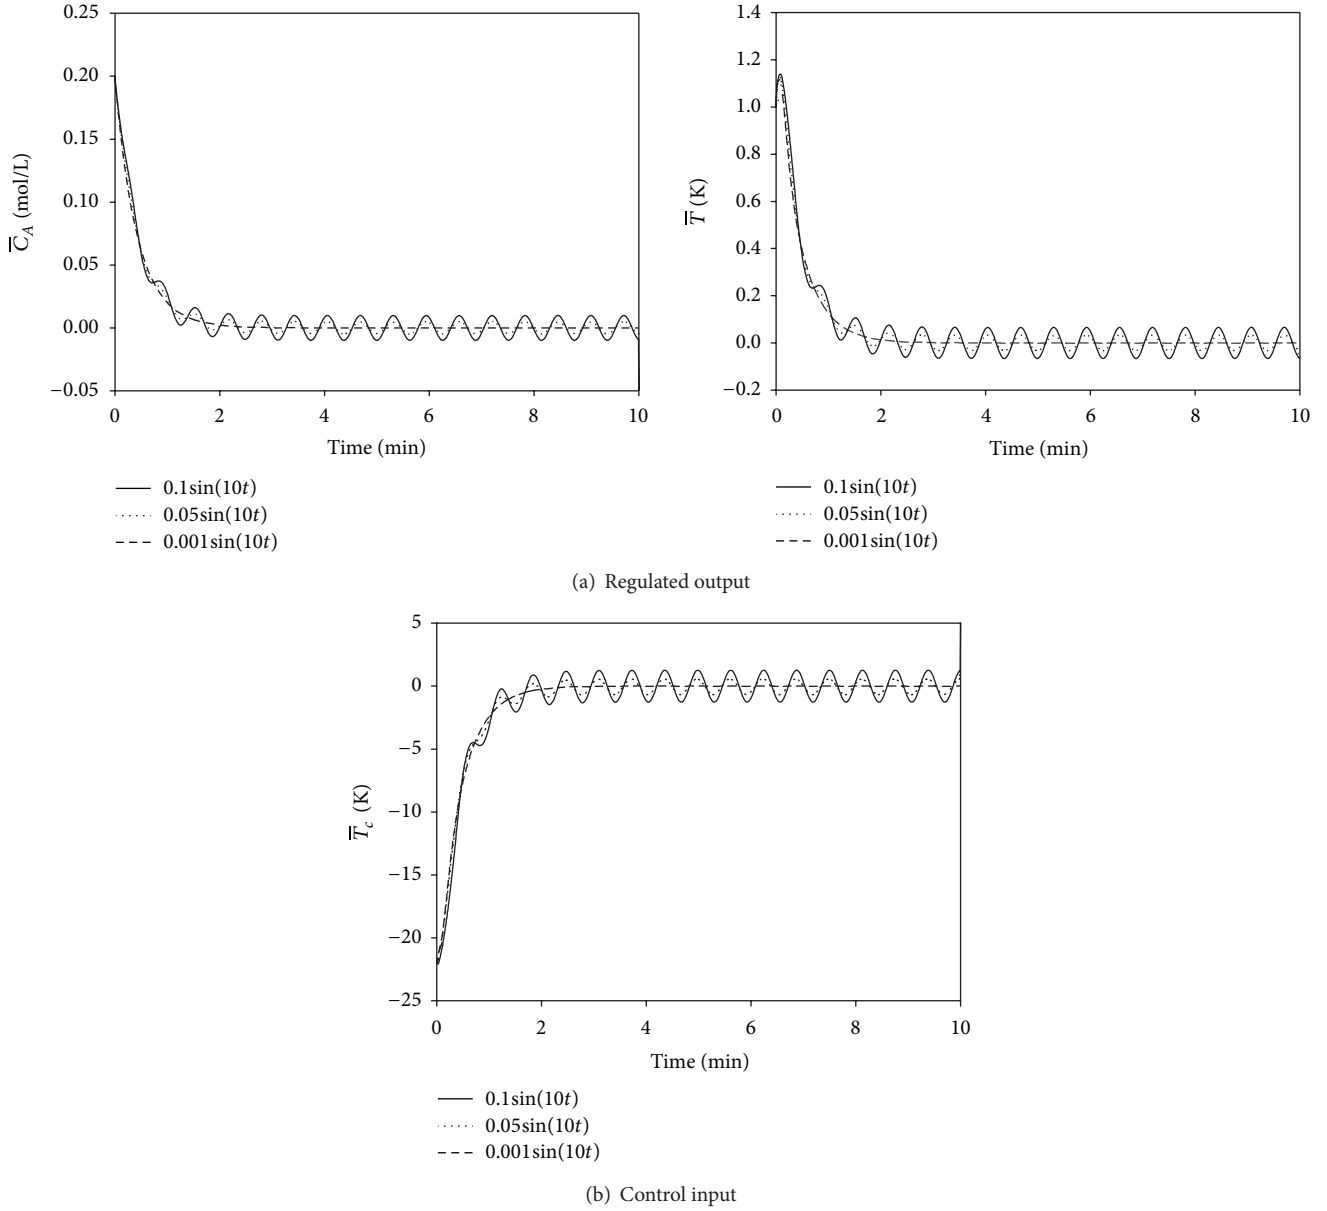 0.25
0.20
0.15
0.10
0.05
0.00
−0.05
C̿_A (mol/L)
0 2 4 6 8 10
Time (min)
0.1sin(10t)
0.05sin(10t)
0.001sin(10t)
1.4
1.2
1.0
0.8
0.6
0.4
0.2
0.0
−0.2
T̿ (K)
0 2 4 6 8 10
Time (min)
0.1sin(10t)
0.05sin(10t)
0.001sin(10t)
(a) Regulated output
5
0
−5
−10
−15
−20
−25
T̿_c (K)
0 2 4 6 8 10
Time (min)
0.1sin(10t)
0.05sin(10t)
0.001sin(10t)
(b) Control input